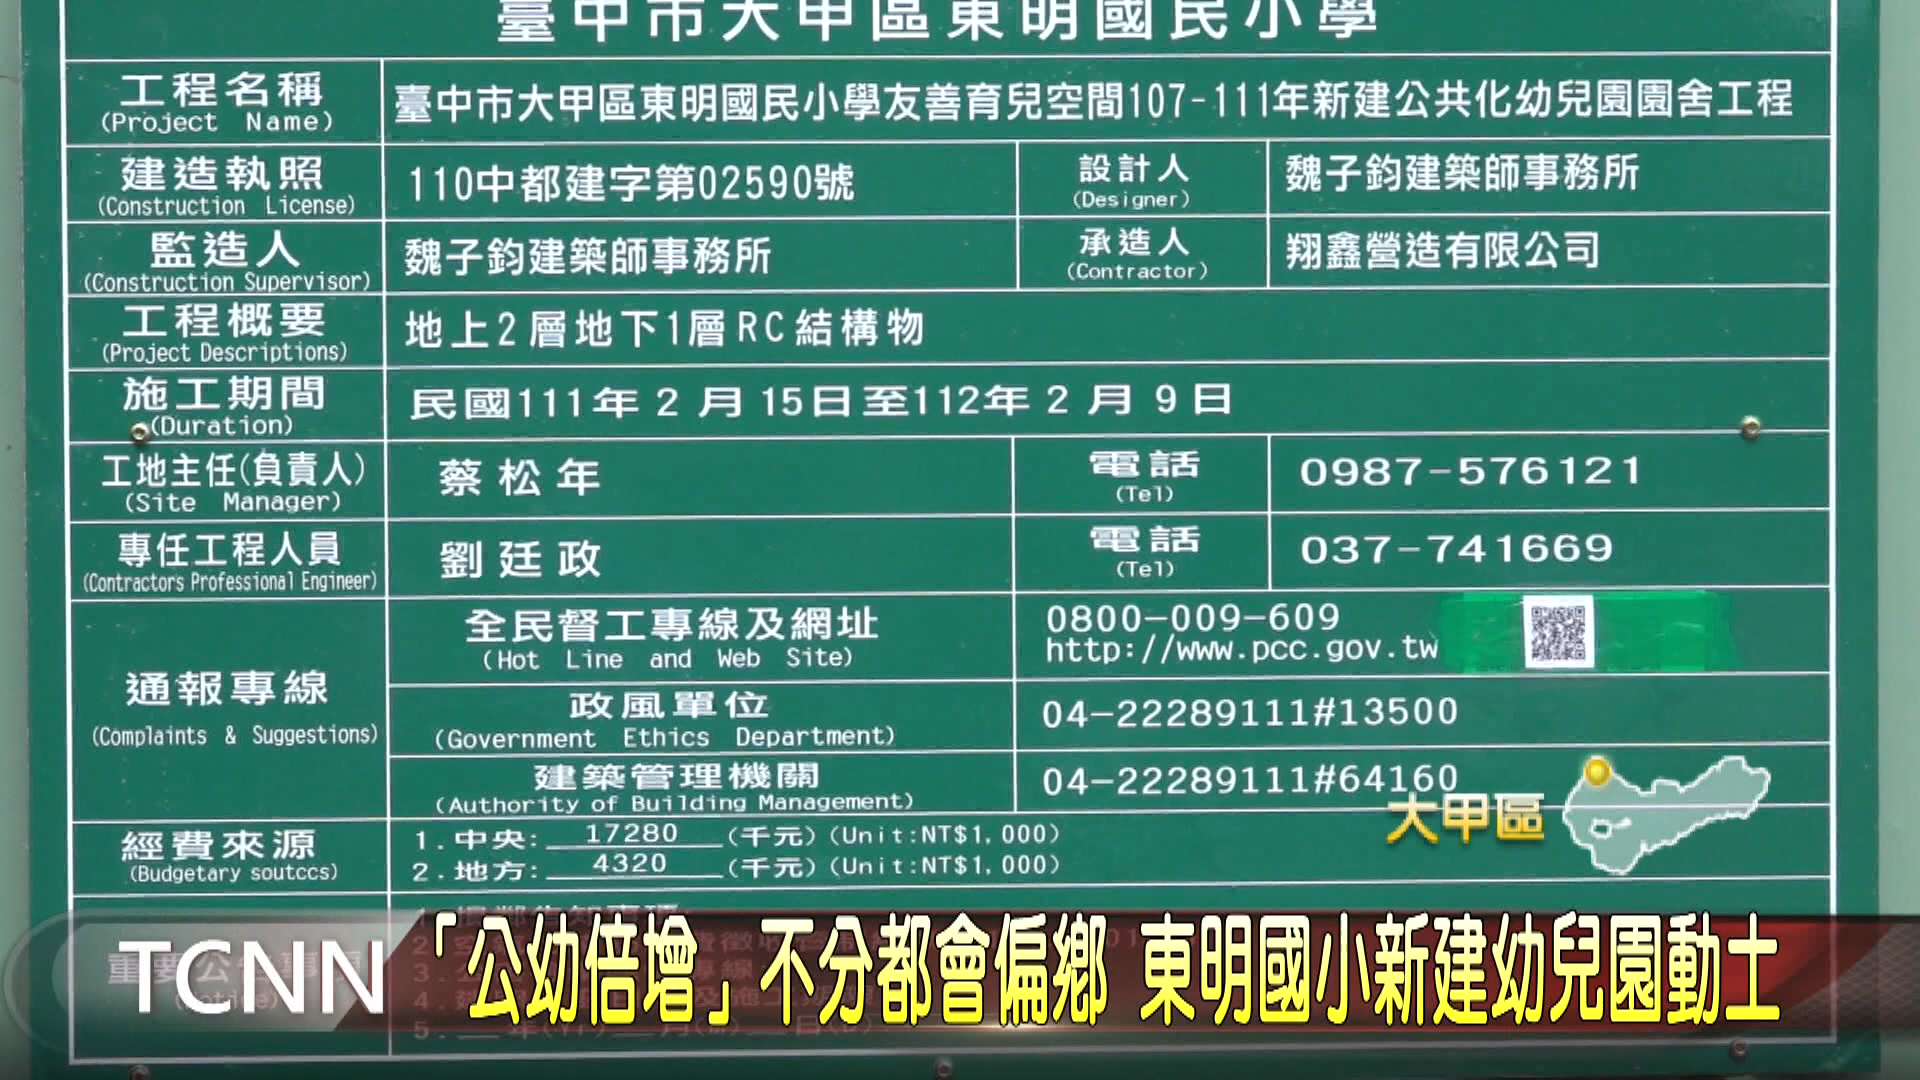 臺中市大甲區東明國民小學
工程名稱
(Project Name)
臺中市大甲區東明國民小學友善育兒空間107-111年新建公共化幼兒園園舍工程
建造執照
(Construction License)
110中都建字第02590號
設計人
(Designer)
魏子鈞建築師事務所
監造人
(Construction Supervisor)
魏子鈞建築師事務所
承造人
(Contractor)
翔鑫營造有限公司
工程概要
(Project Descriptions)
地上2層地下1層RC結構物
施工期間
(Duration)
民國111年 2 月 15日至112年 2 月 9 日
工地主任(負責人)
(Site Manager)
蔡松年
電話
(Tel)
0987-576121
專任工程人員
(Contractors Professional Engineer)
劉廷政
電話
(Tel)
037-741669
通報專線
(Complaints & Suggestions)
全民督工專線及網址
(Hot Line and Web Site)
0800-009-609
http://www.pcc.gov.tw
政風單位
(Government Ethics Department)
04-22289111#13500
建築管理機關
(Authority of Building Management)
04-22289111#64160
大甲區
經費來源
(Budgetary soutccs)
1.中央: 17280 (千元)(Unit:NT$1,000)
2.地方: 4320 (千元)(Unit:NT$1,000)
TCNN
「公幼倍增」不分都會偏鄉 東明國小新建幼兒園動土